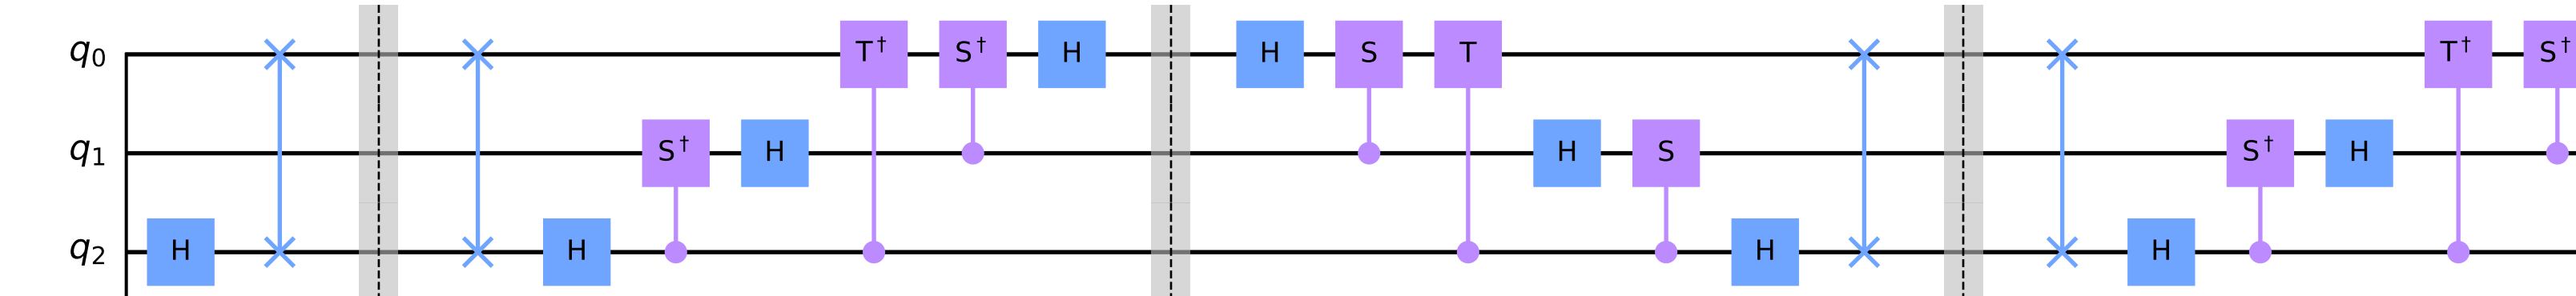 q0 T† S† H H S T T† S†
q1 S† H H S S† H
q2 H H H H